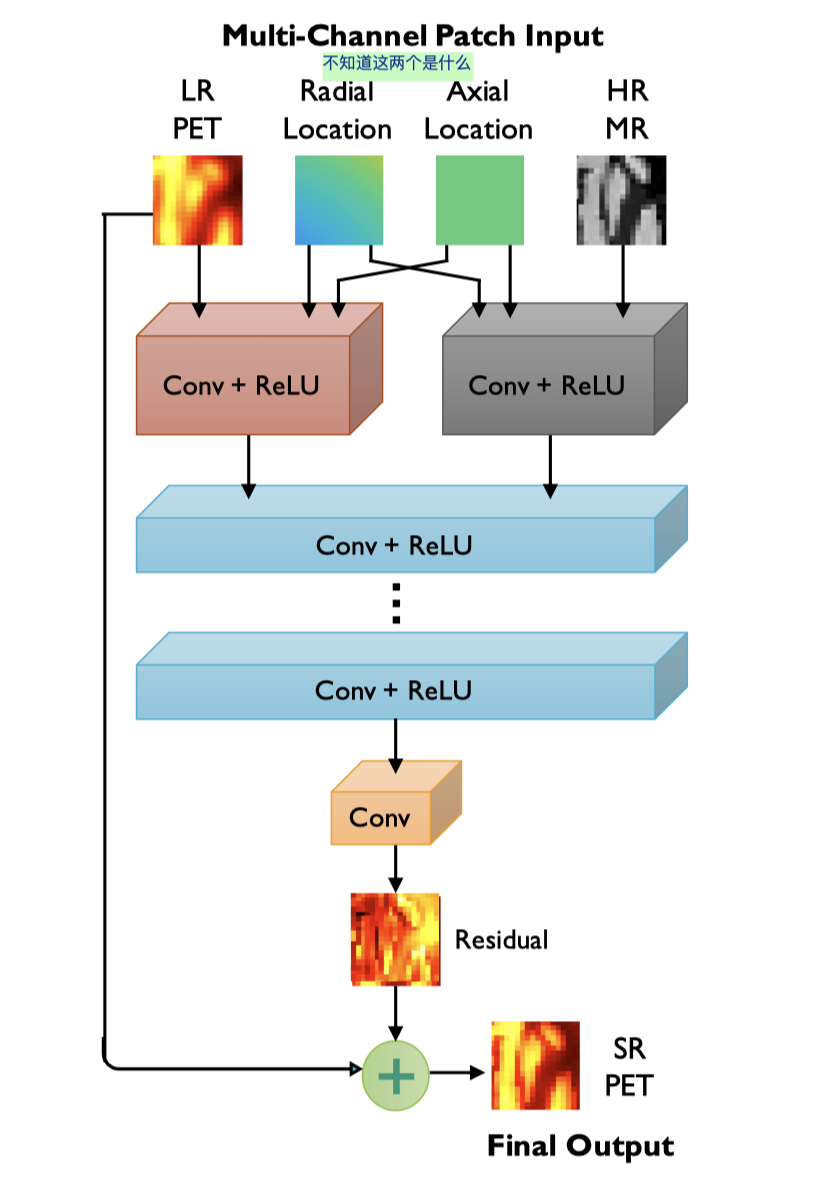 Multi-Channel Patch Input
不知道这两个是什么
LR PET
Radial Location
Axial Location
HR MR
Conv + ReLU
Conv + ReLU
Conv + ReLU
Conv + ReLU
Conv
Residual
SR PET
Final Output